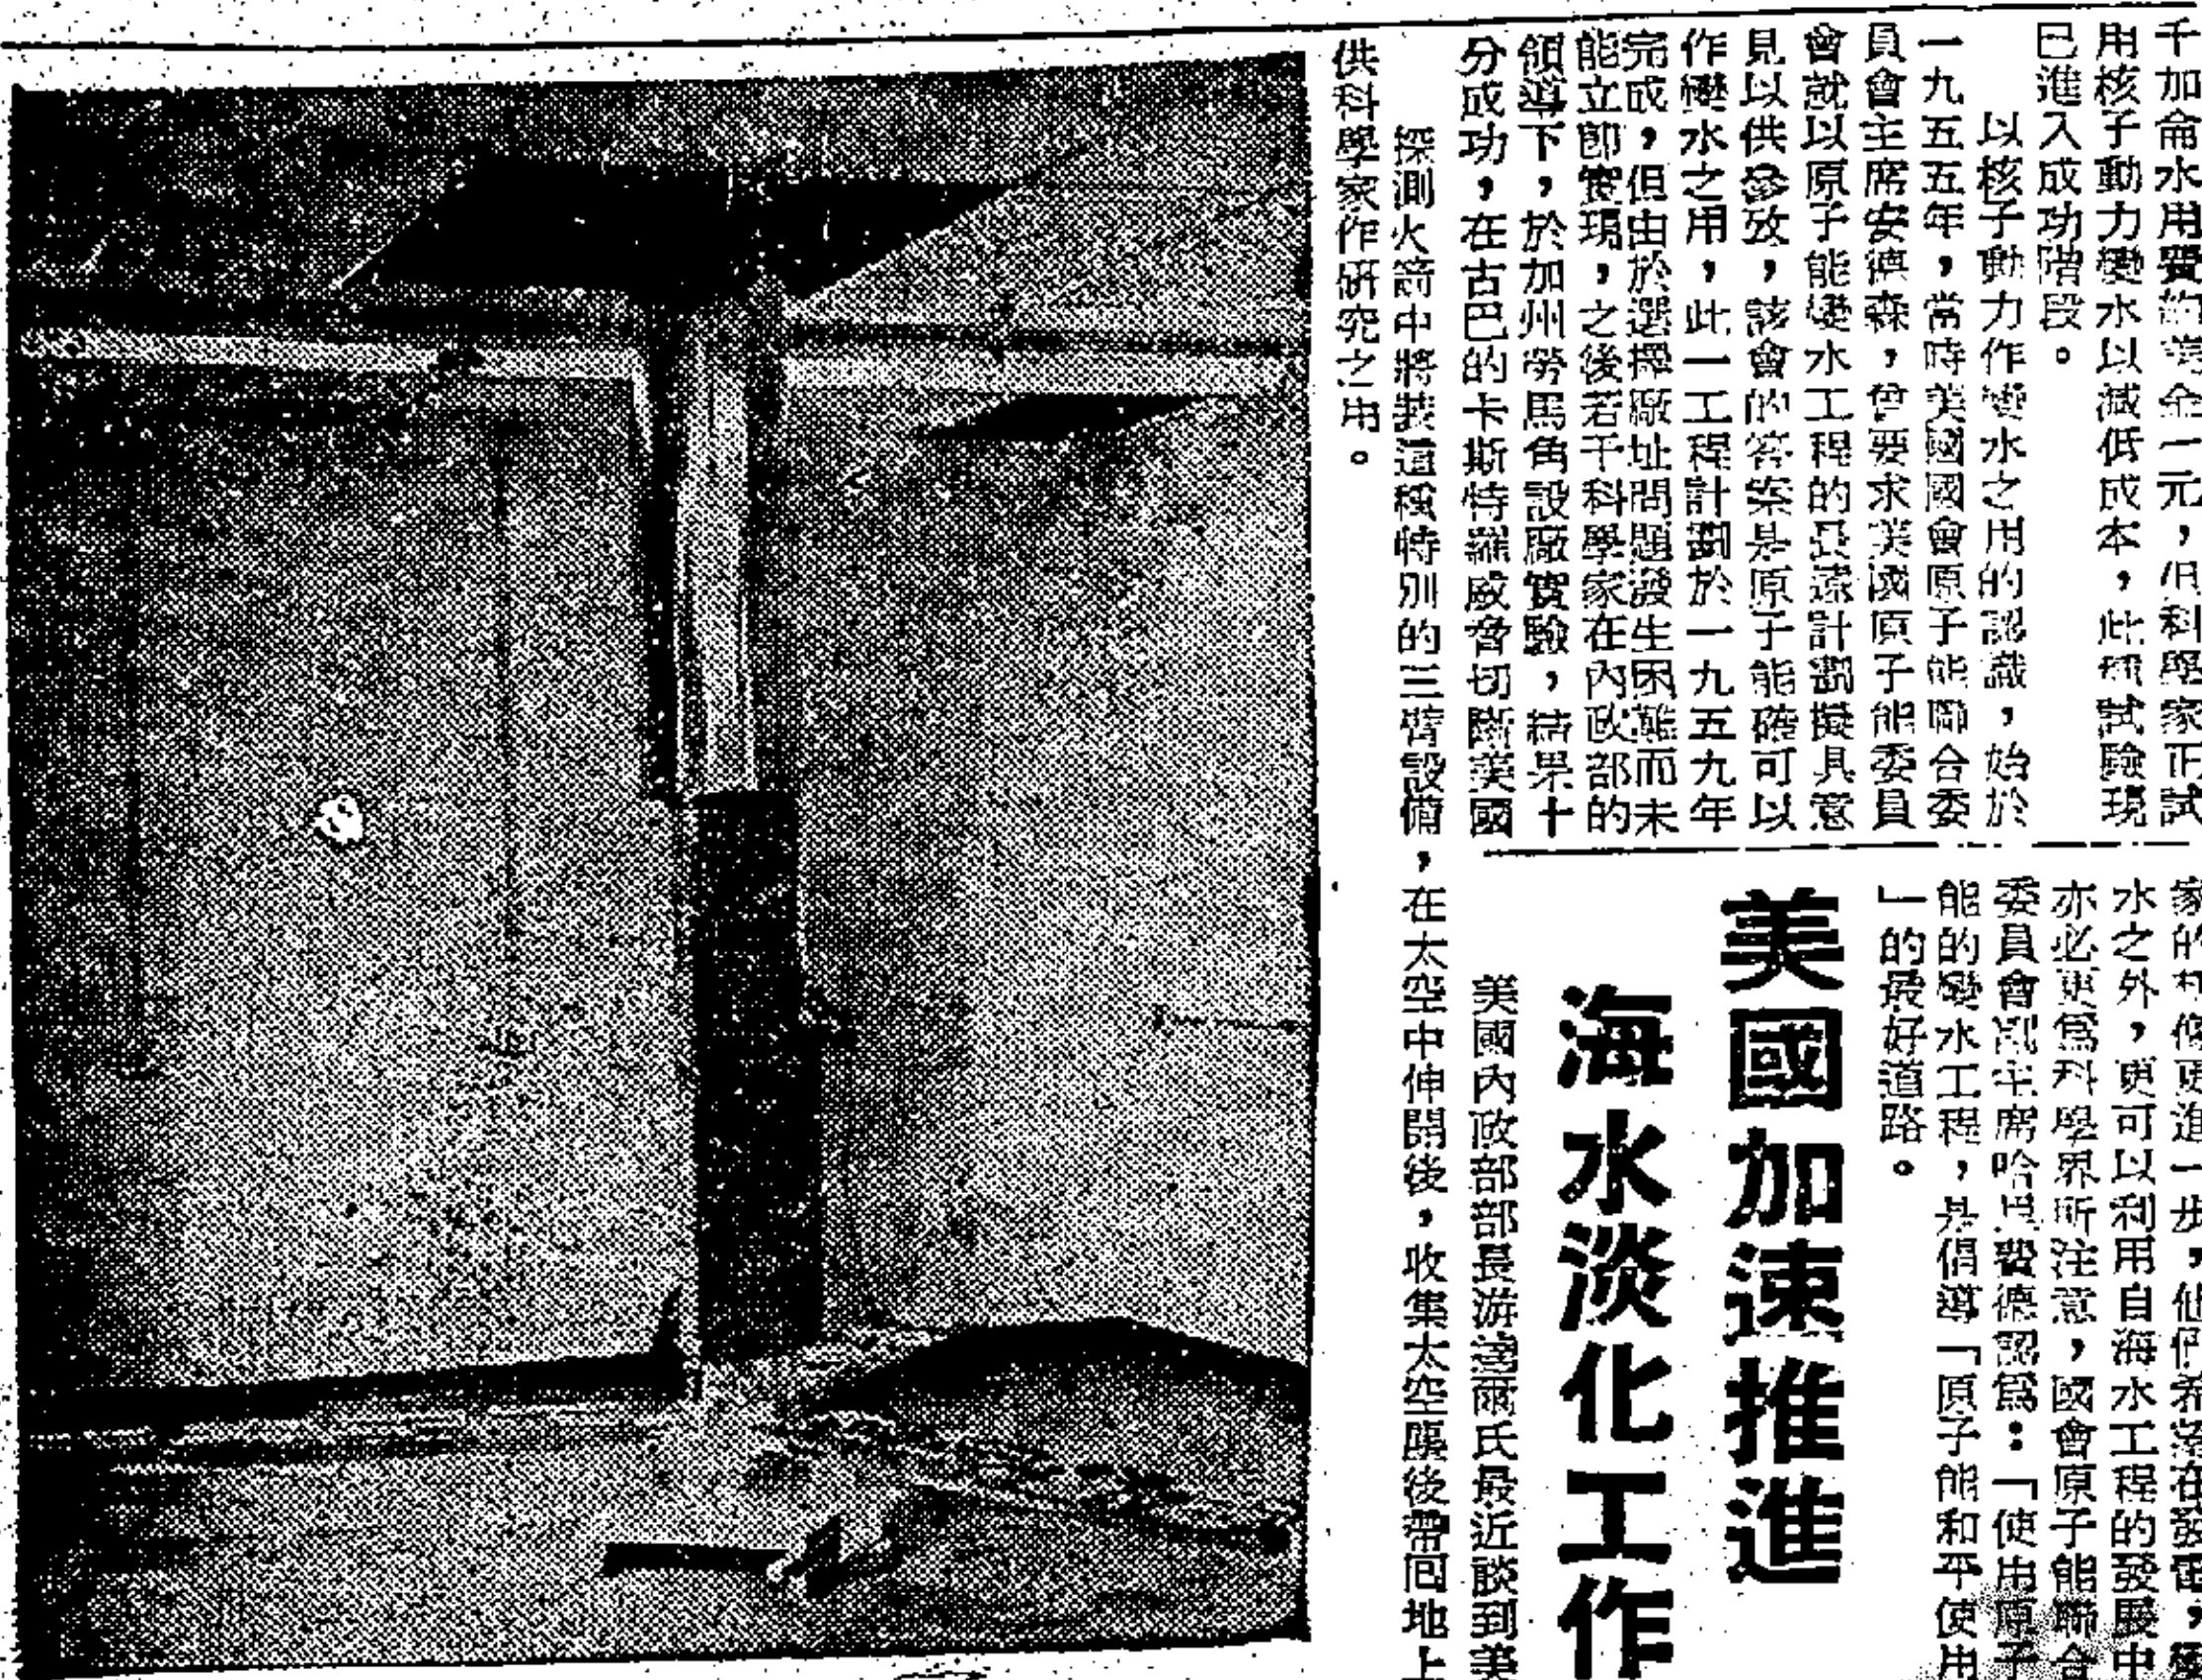 千加侖水用費約美金一元，但科學家正試
用核子動力變水以減低成本，此種試驗現
已進入成功階段。
以核子動力作變水之用的認識，始於
一九五五年，當時美國國會原子能聯合委
員會主席安德森，曾要求美國原子能委員
會就以原子能變水工程的長遠計劃擬具意
見以供參攷，該會的答案是原子能確可以
作變水之用，此一工程計劃於一九五九年
完成，但由於選擇廠址問題發生困難而未
能立即實現，之後若干科學家在內政部的
領導下，於加州勞馬角設廠實驗，結果十
分成功，在古巴的卡斯特羅威脅切斷美國
家的更進一步，他們希望在發電，
水之外，更可以利用自海水工程的發展中
亦必更爲科學界所注意，國會原子能聯合
委員會副主席哈里費德認爲：「使用原子
能的變水工程，是倡導「原子能和平使用
」的最好道路。
美國加速推進
海水淡化工作
美國內政部部長游達爾氏最近談到美
探測火箭中將裝這種特別的三臂設備，在太空中伸開後，收集太空塵後帶囘地上
供科學家作研究之用。